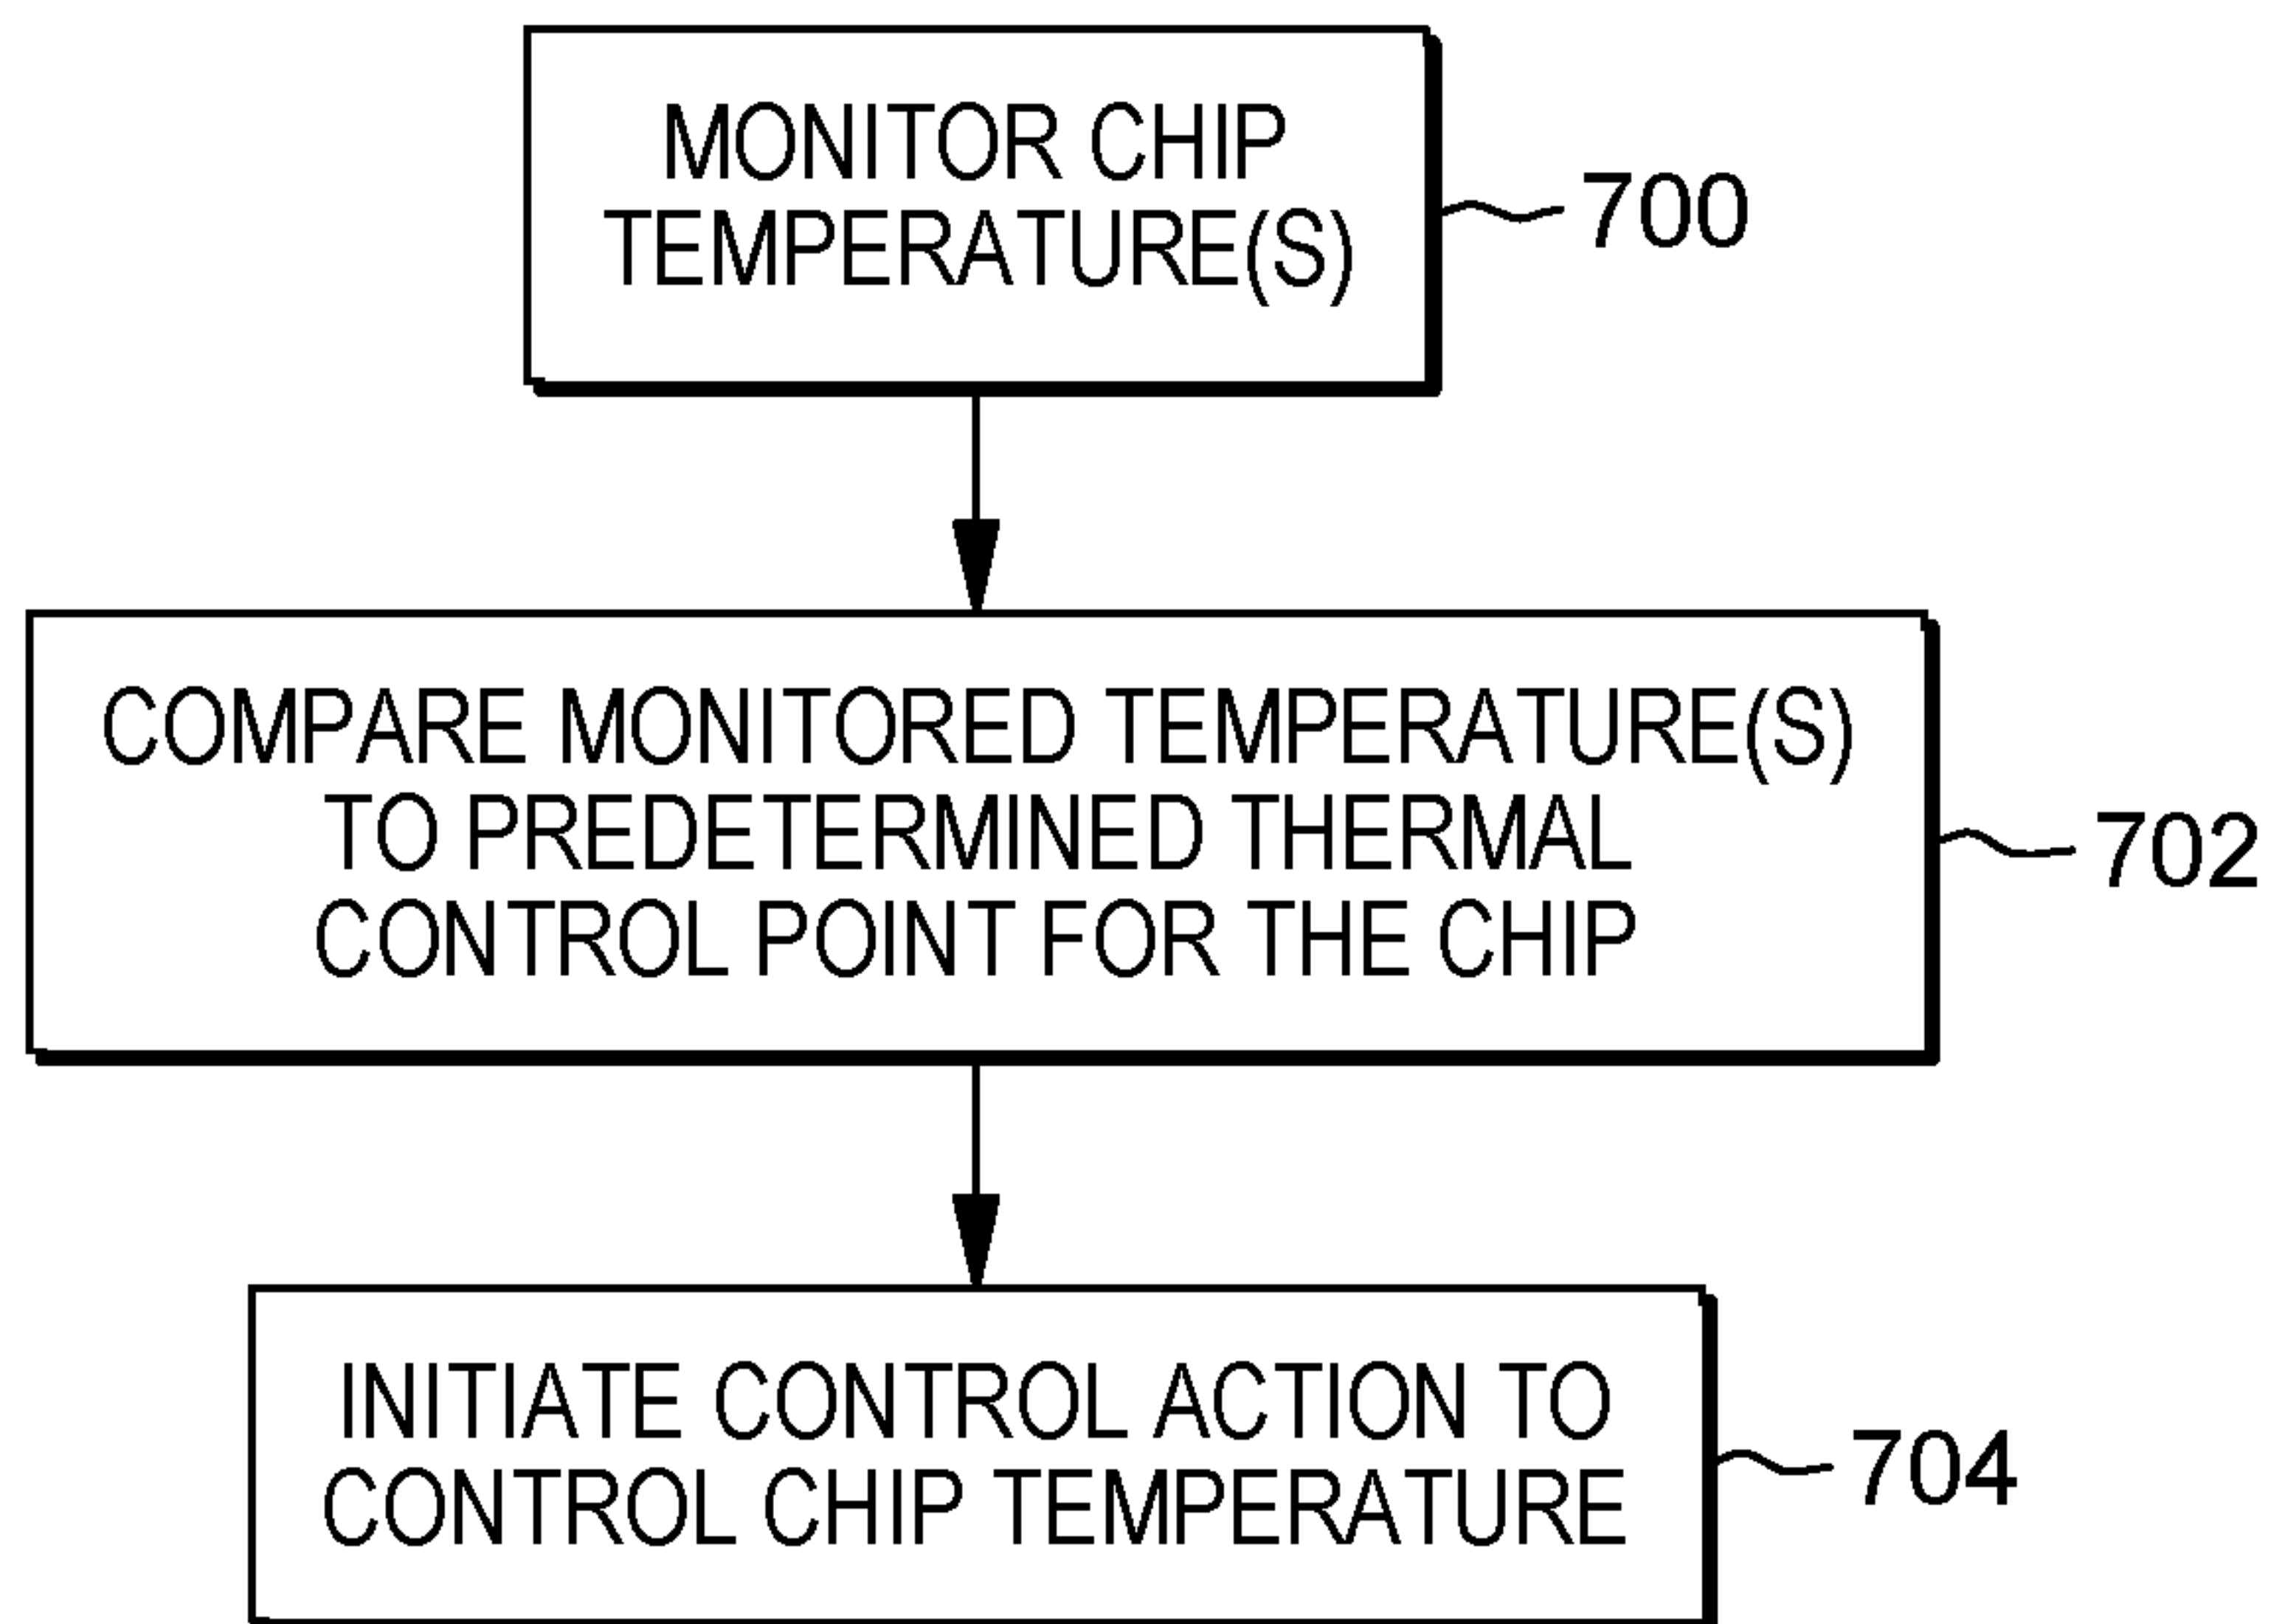 MONITOR CHIP
TEMPERATURE(S)
700
COMPARE MONITORED TEMPERATURE(S)
TO PREDETERMINED THERMAL
CONTROL POINT FOR THE CHIP
702
INITIATE CONTROL ACTION TO
CONTROL CHIP TEMPERATURE
704